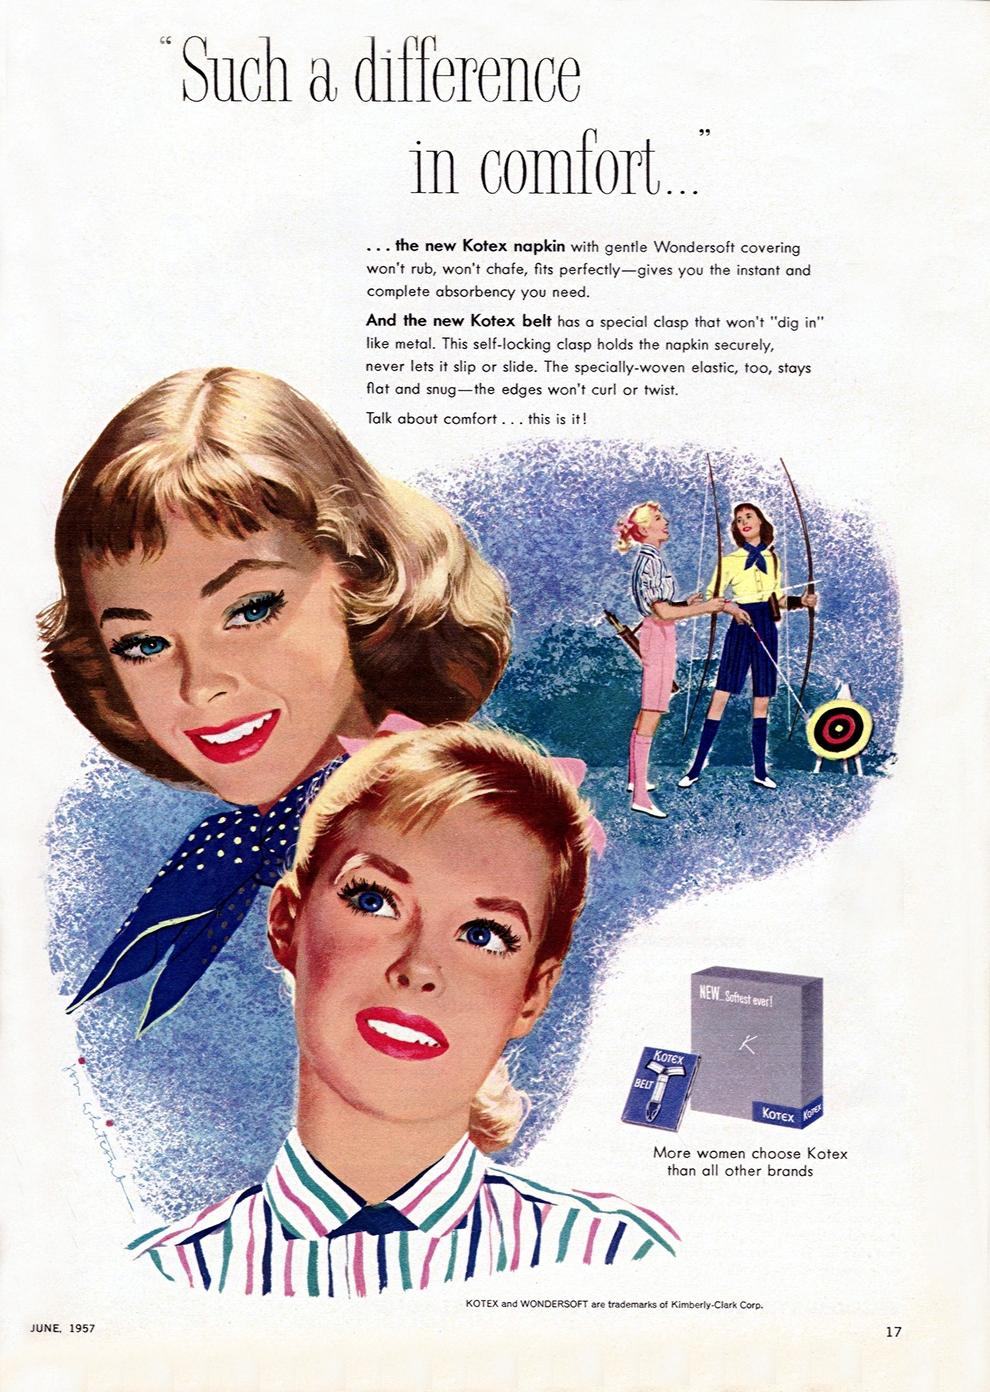 “Such a difference
in comfort...”
. . . the new Kotex napkin with gentle Wondersoft covering
won't rub, won't chafe, fits perfectly—gives you the instant and
complete absorbency you need.
And the new Kotex belt has a special clasp that won't "dig in"
like metal. This self-locking clasp holds the napkin securely,
never lets it slip or slide. The specially-woven elastic, too, stays
flat and snug—the edges won't curl or twist.
Talk about comfort . . . this is it!
NEW...Softest ever!
K
KOTEX
BELT
KOTEX KOTEX
More women choose Kotex
than all other brands
KOTEX and WONDERSOFT are trademarks of Kimberly-Clark Corp.
JUNE, 1957
17